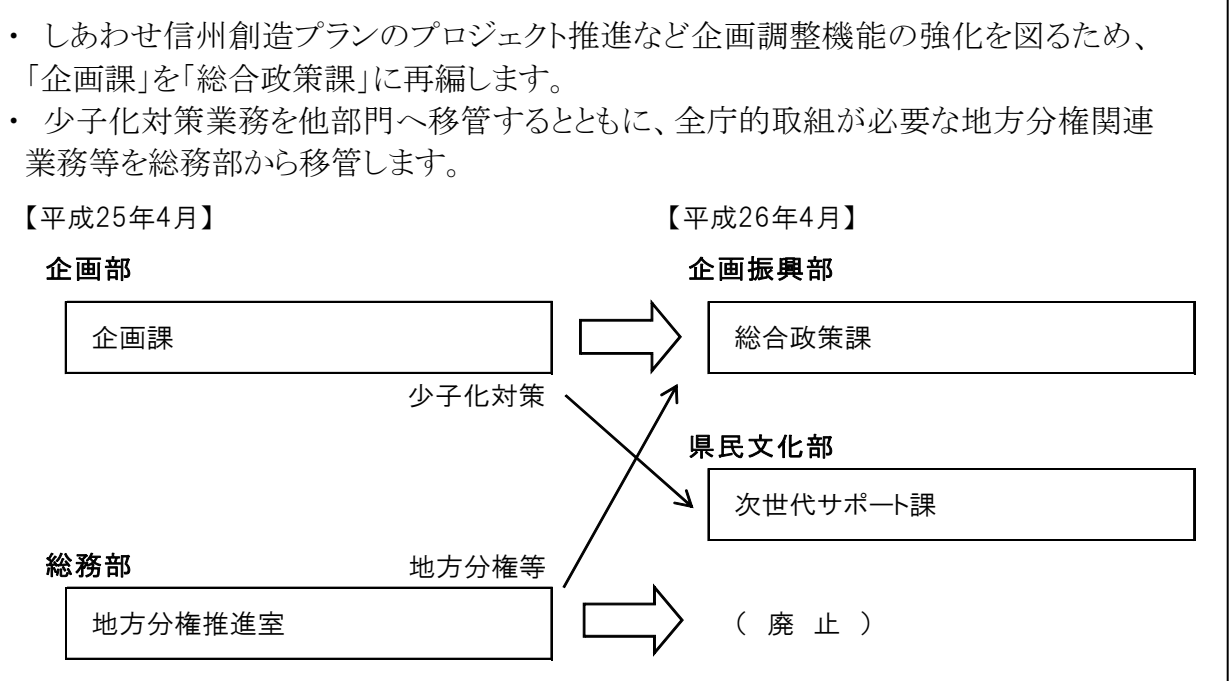 ・ しあわせ信州創造プランのプロジェクト推進など企画調整機能の強化を図るため、
「企画課」を「総合政策課」に再編します。
・ 少子化対策業務を他部門へ移管するとともに、全庁的取組が必要な地方分権関連
業務等を総務部から移管します。
【平成25年4月】 【平成26年4月】
企画部 企画振興部
企画課 総合政策課
少子化対策
県民文化部
次世代サポート課
総務部 地方分権等
地方分権推進室 （ 廃 止 ）